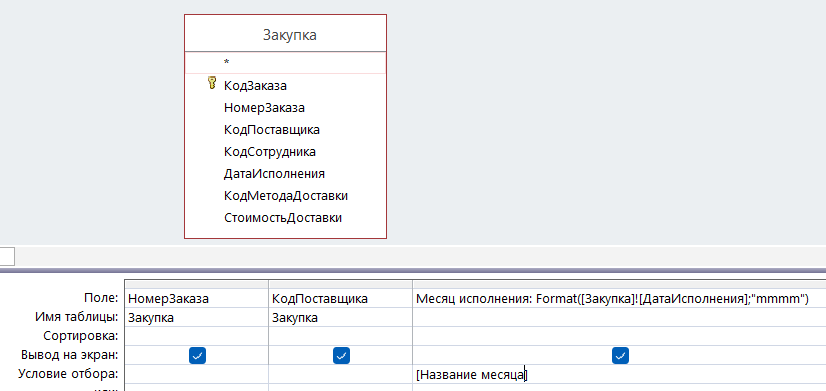 Закупка
*
КодЗаказа
НомерЗаказа
КодПоставщика
КодСотрудника
ДатаИсполнения
КодМетодаДоставки
СтоимостьДоставки
Поле: НомерЗаказа КодПоставщика Месяц исполнения: Format([Закупка]![ДатаИсполнения];"mmmm")
Имя таблицы: Закупка Закупка
Сортировка:
Вывод на экран:
Условие отбора: [Название месяца]
или: